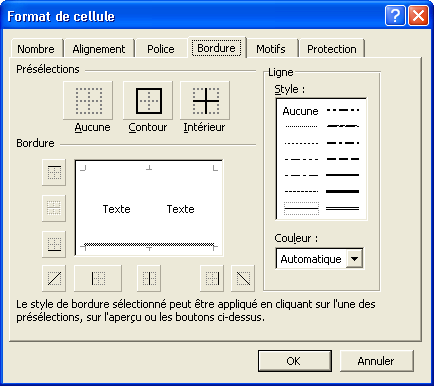 Format de cellule
Nombre Alignement Police Bordure Motifs Protection
Présélections
Aucune Contour Intérieur
Bordure
Texte Texte
Ligne
Style :
Aucune
Couleur :
Automatique
Le style de bordure sélectionné peut être appliqué en cliquant sur l'une des
présélections, sur l'aperçu ou les boutons ci-dessus.
OK Annuler